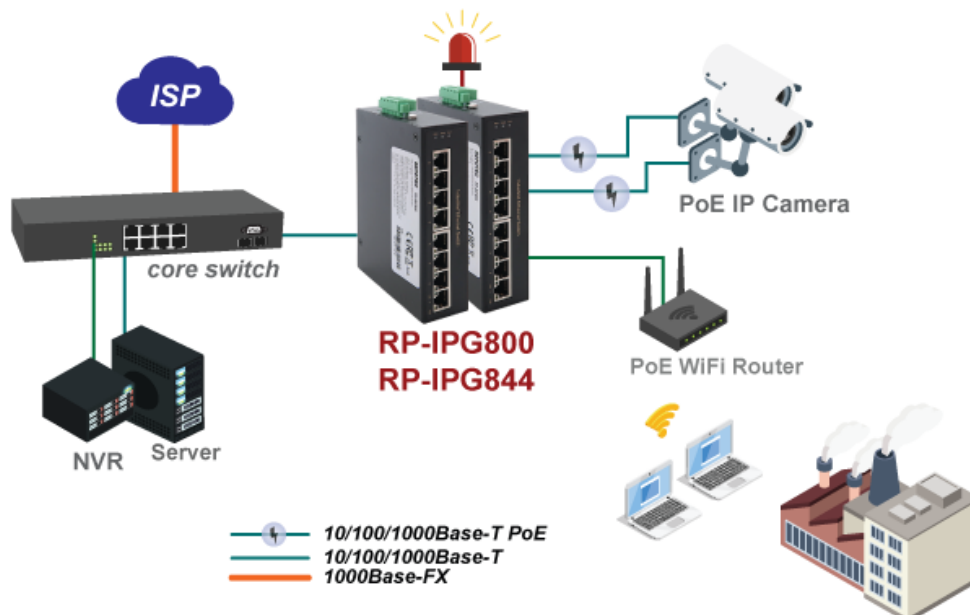 ISP
core switch
NVR
Server
RP-IPG800
RP-IPG844
PoE IP Camera
PoE WiFi Router
10/100/1000Base-T PoE
10/100/1000Base-T
1000Base-FX